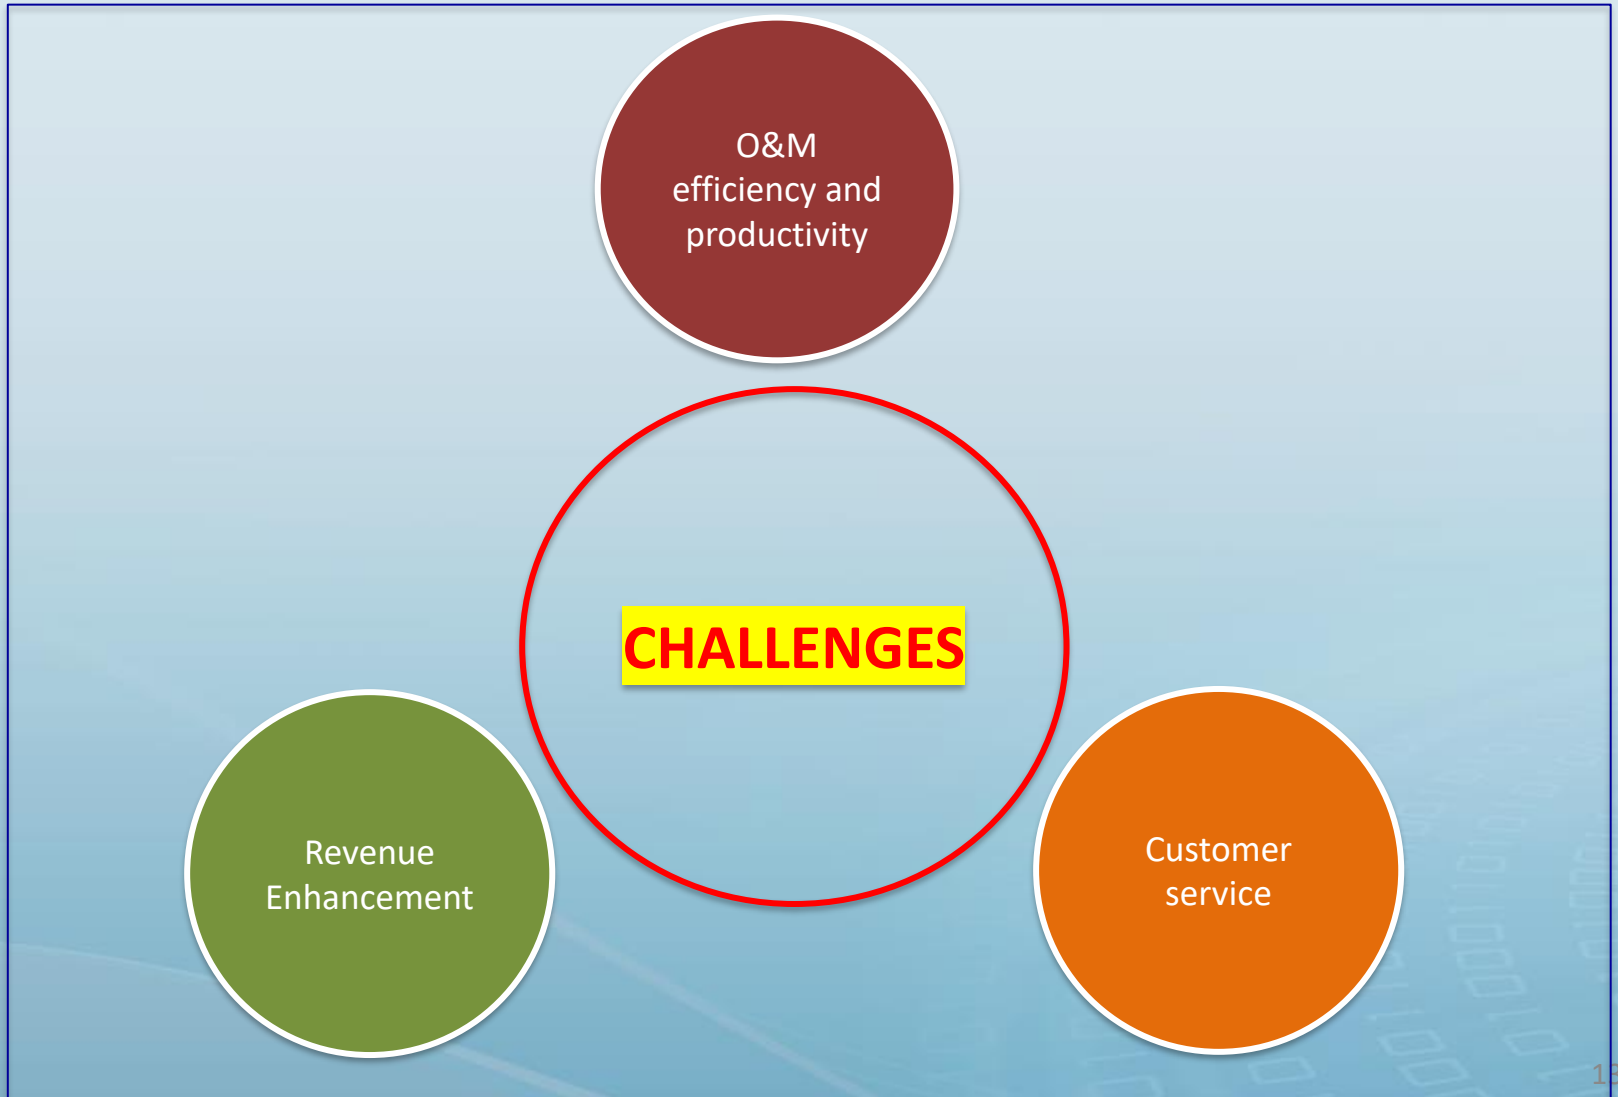 O&M
efficiency and
productivity
CHALLENGES
Revenue
Enhancement
Customer
service